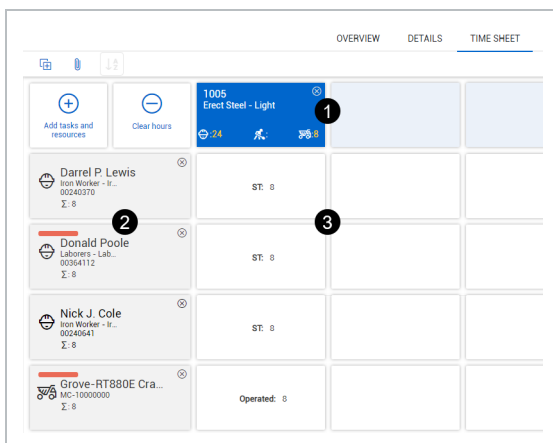 OVERVIEW DETAILS TIME SHEET
1005
Erect Steel - Light
1
:24 : :8
Add tasks and
resources
Clear hours
Darrel P. Lewis
Iron Worker - Ir...
00240370
Σ: 8
ST: 8
2
3
Donald Poole
Laborers - Lab...
00364112
Σ: 8
ST: 8
Nick J. Cole
Iron Worker - Ir...
00240641
Σ: 8
ST: 8
Grove-RT880E Cra...
MC-10000000
Σ: 8
Operated: 8